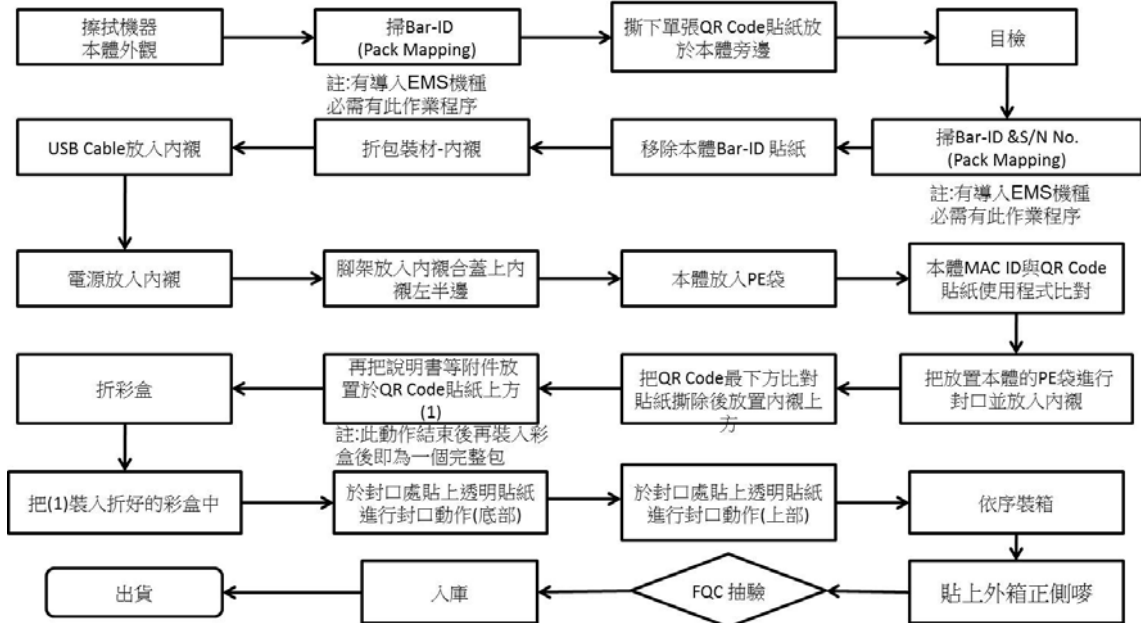 擦拭機器
本體外觀
掃Bar-ID
(Pack Mapping)
註:有導入EMS機種
必需有此作業程序
撕下單張QR Code貼紙放
於本體旁邊
目檢
掃Bar-ID &S/N No.
(Pack Mapping)
註:有導入EMS機種
必需有此作業程序
移除本體Bar-ID 貼紙
折包裝材-內襯
USB Cable放入內襯
電源放入內襯
腳架放入內襯合蓋上內
襯左半邊
本體放入PE袋
本體MAC ID與QR Code
貼紙使用程式比對
把放置本體的PE袋進行
封口並放入內襯
把QR Code最下方比對
貼紙撕除後放置內襯上
方
再把說明書等附件放
置於QR Code貼紙上方
(1)
註:此動作結束後再裝入彩
盒後即為一個完整包
折彩盒
把(1)裝入折好的彩盒中
於封口處貼上透明貼紙
進行封口動作(底部)
於封口處貼上透明貼紙
進行封口動作(上部)
依序裝箱
貼上外箱正側嘜
FQC 抽驗
入庫
出貨